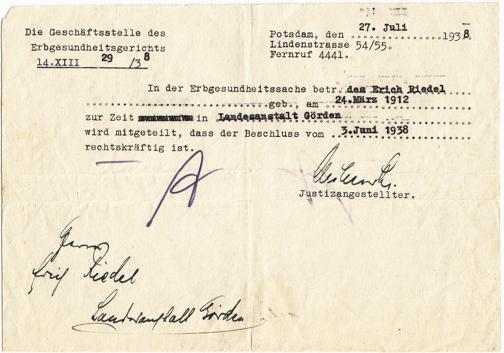 Die Geschäftsstelle des
Erbgesundheitsgerichts
14.XIII 29 /38
Potsdam, den 27. Juli 1938.
Lindenstrasse 54/55.
Fernruf 4441.
In der Erbgesundheitssache betr. des Erich Riedel
geb. am 24.März 1912
zur Zeit in Landesanstalt Görden
wird mitgeteilt, dass der Beschluss vom 3.Juni 1938
rechtskräftig ist.
Justizangestellter.
Herrn
Erich Riedel
Landesanstalt Görden